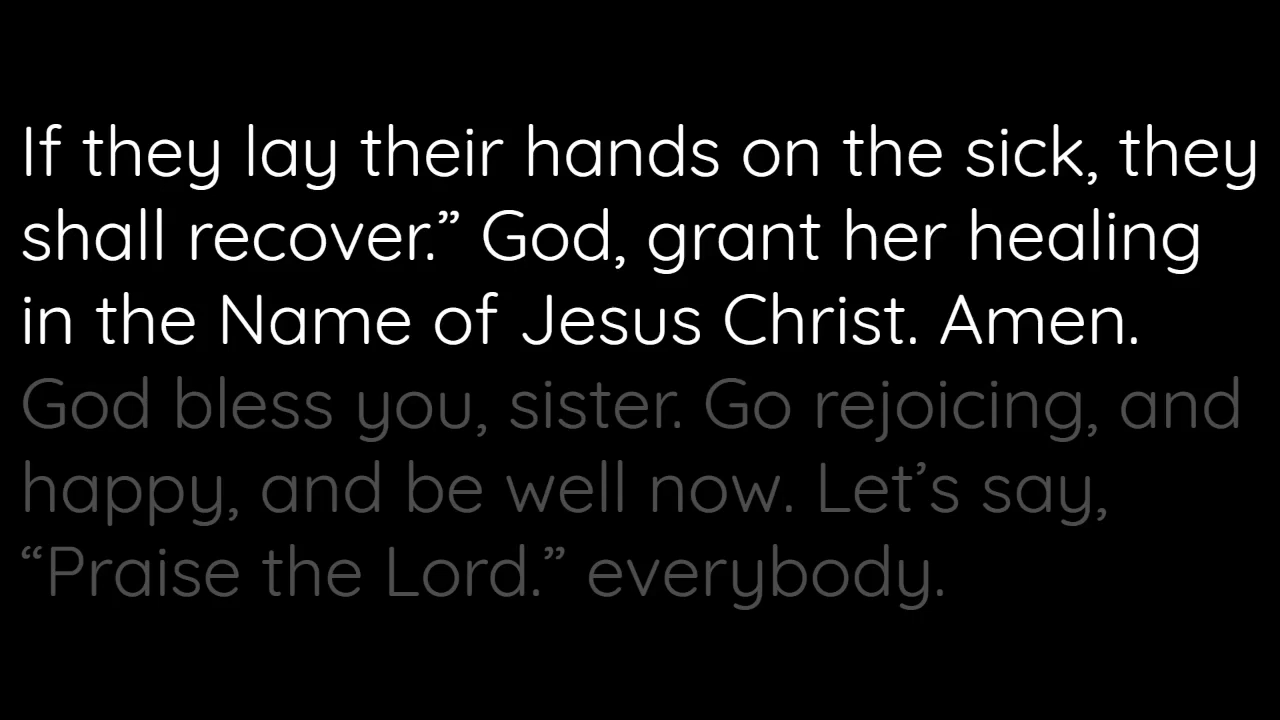 If they lay their hands on the sick, they
shall recover.” God, grant her healing
in the Name of Jesus Christ. Amen.
God bless you, sister. Go rejoicing, and
happy, and be well now. Let’s say,
“Praise the Lord.” everybody.